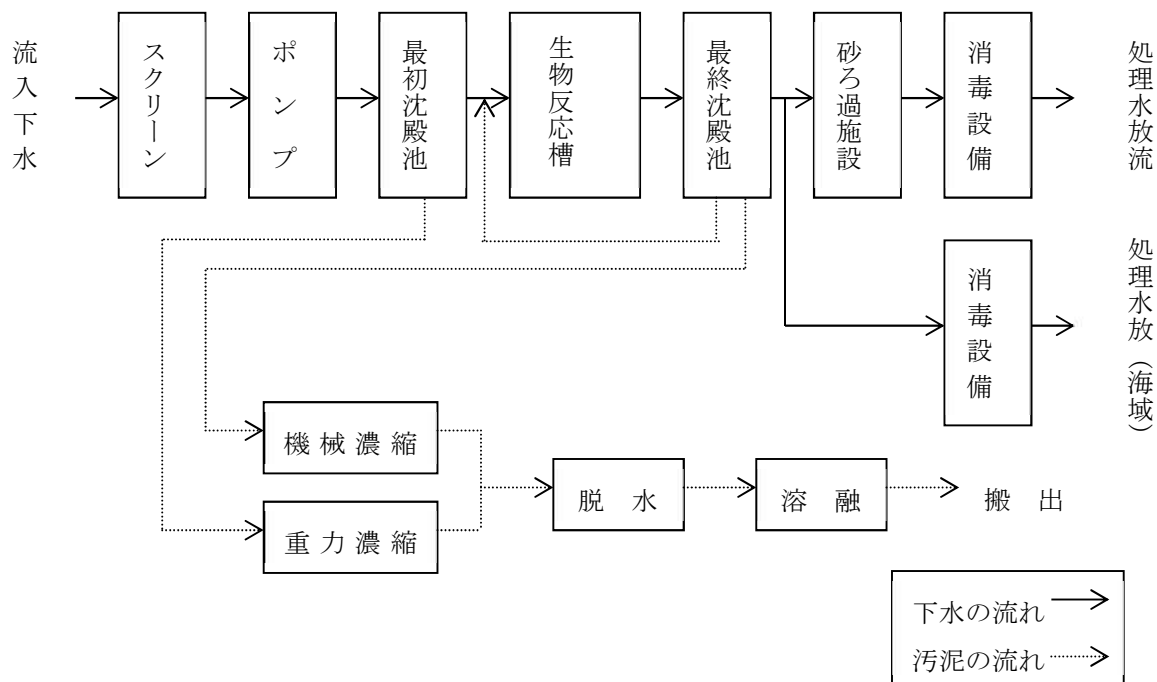 流入下水
スクリーン
ポンプ
最初沈殿池
生物反応槽
最終沈殿池
砂ろ過施設
消毒設備
処理水放流
消毒設備
処理水放（海域）
機械濃縮
重力濃縮
脱水
溶融
搬出
下水の流れ
汚泥の流れ